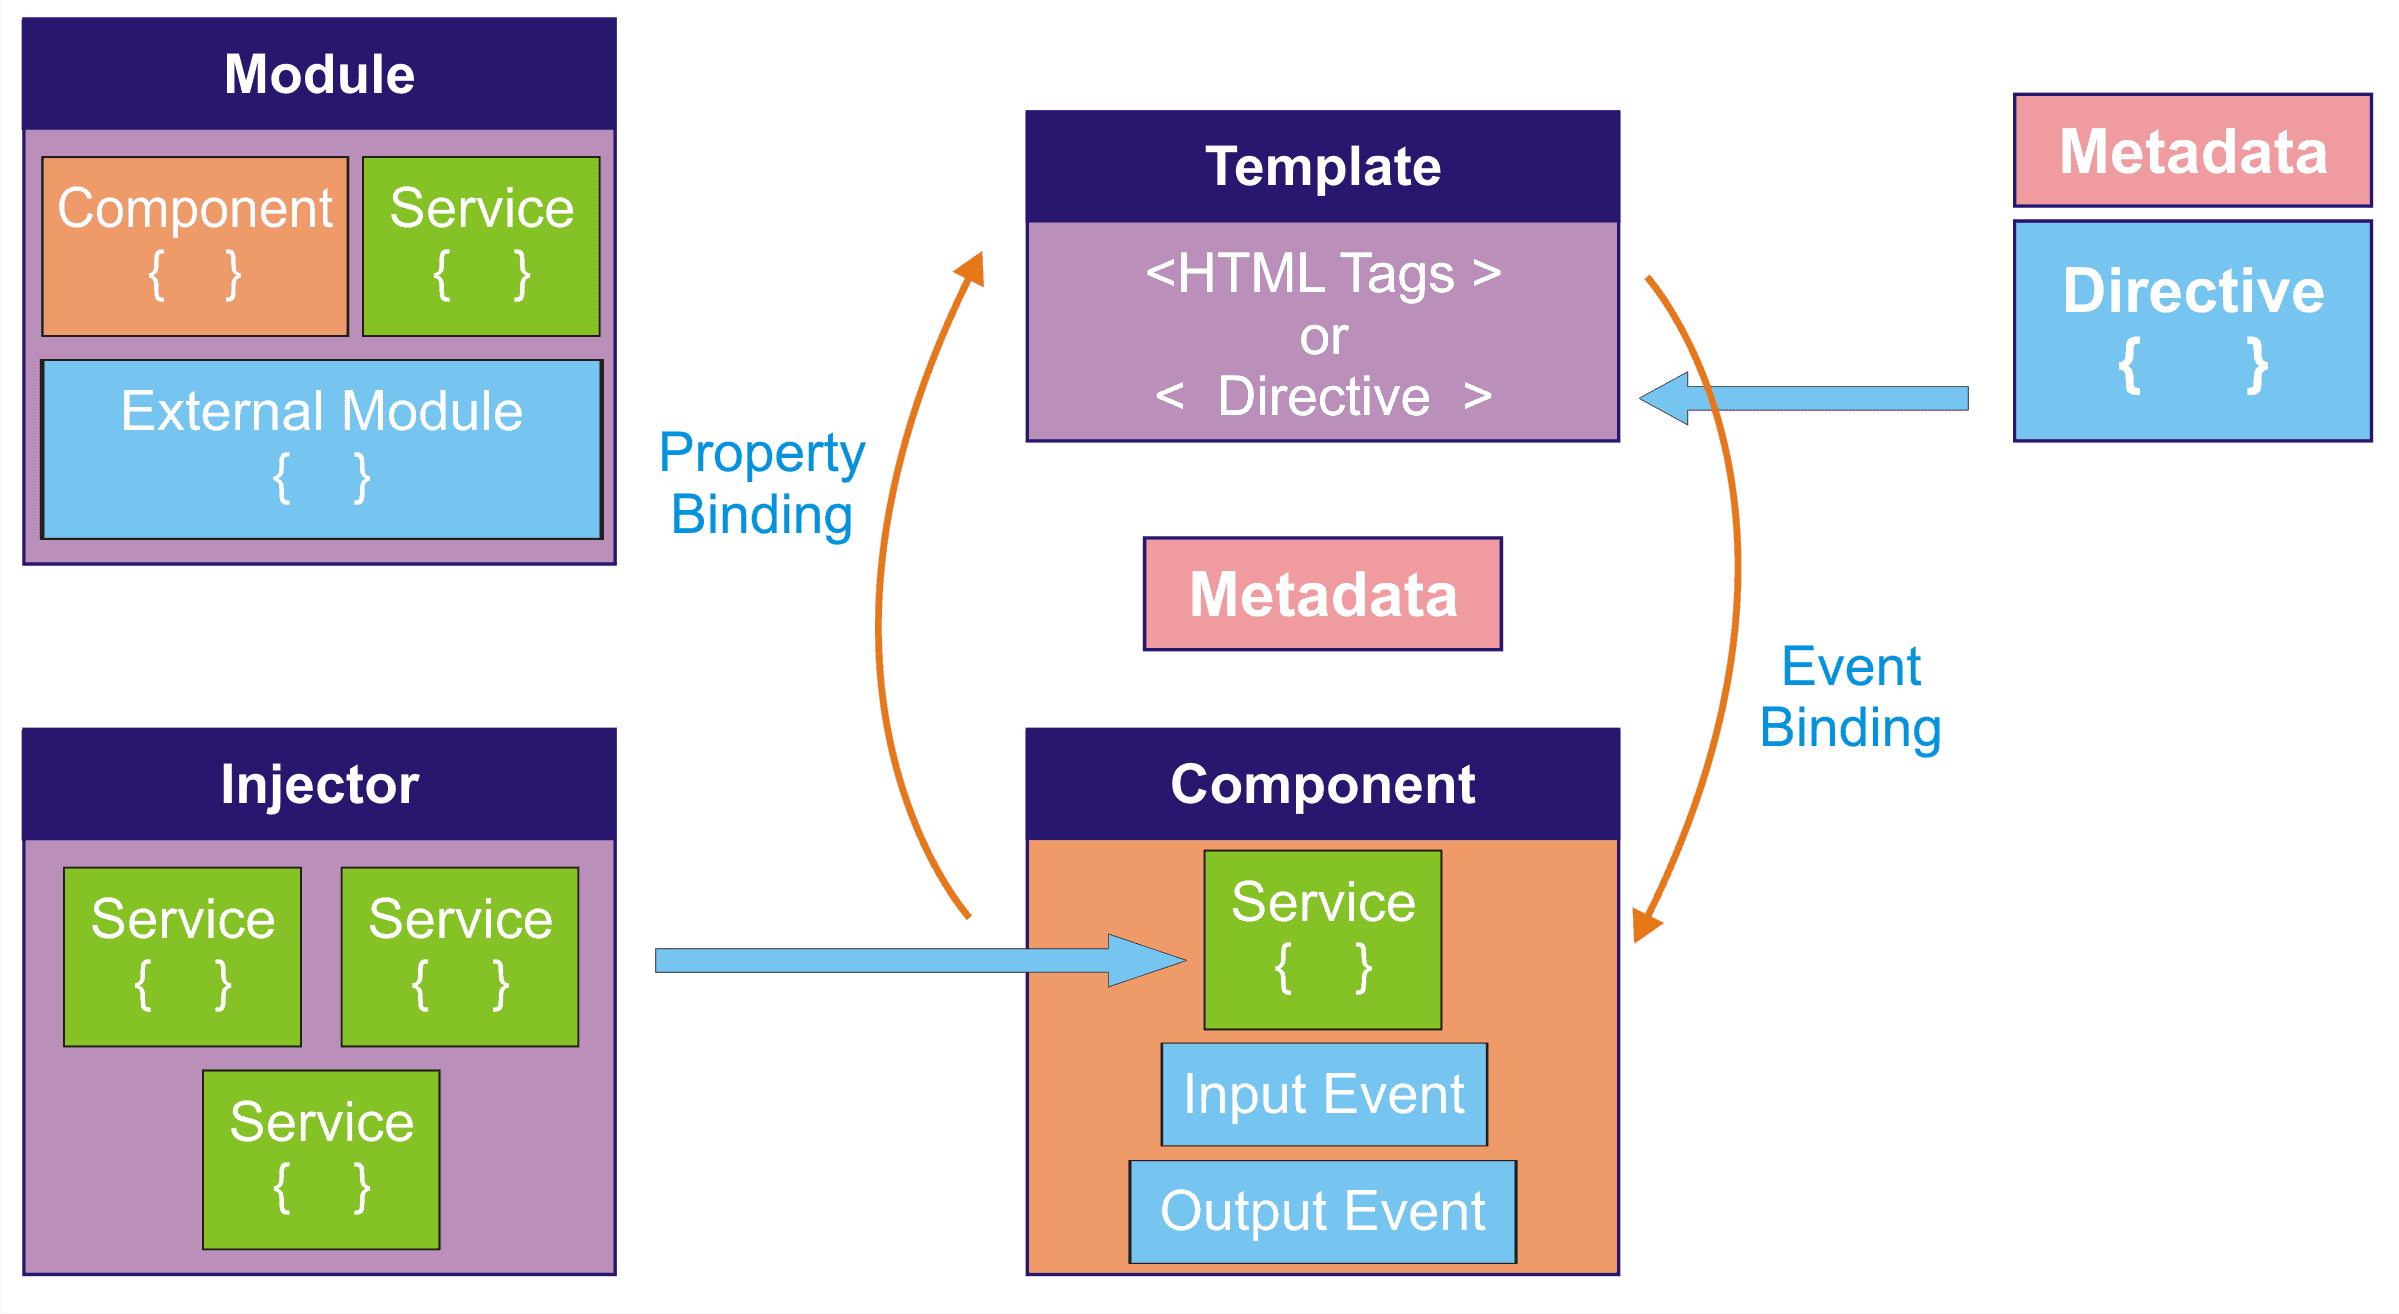 Module
Component
{ }
Service
{ }
External Module
{ }
Template
<HTML Tags >
or
< Directive >
Metadata
Directive
{ }
Property
Binding
Metadata
Event
Binding
Injector
Service
{ }
Service
{ }
Service
{ }
Component
Service
{ }
Input Event
Output Event